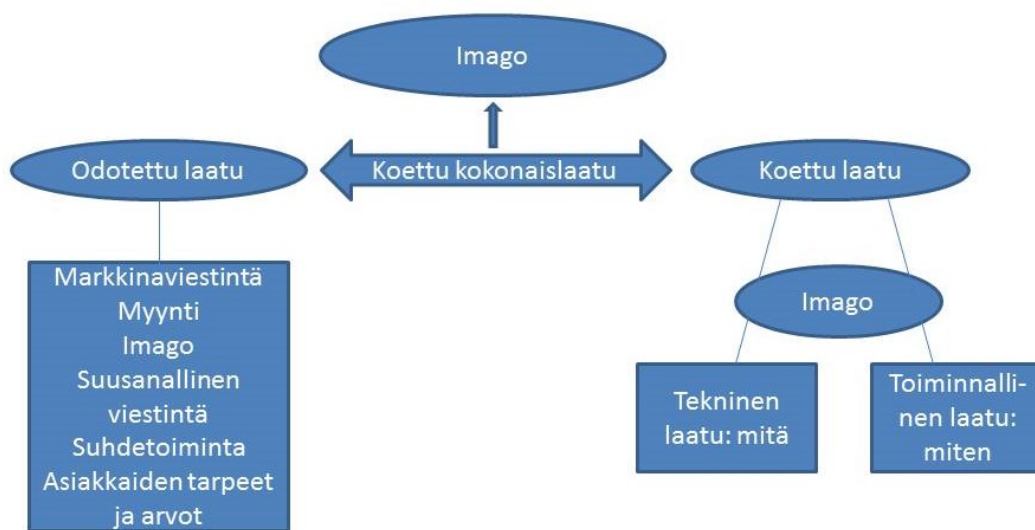 Imago
Odotettu laatu
Koettu kokonaislaatu
Koettu laatu
Markkinaviestintä
Myynti
Imago
Suusanallinen
viestintä
Suhdetoiminta
Asiakkaiden tarpeet
ja arvot
Imago
Tekninen
laatu: mitä
Toiminnalli-
nen laatu:
miten